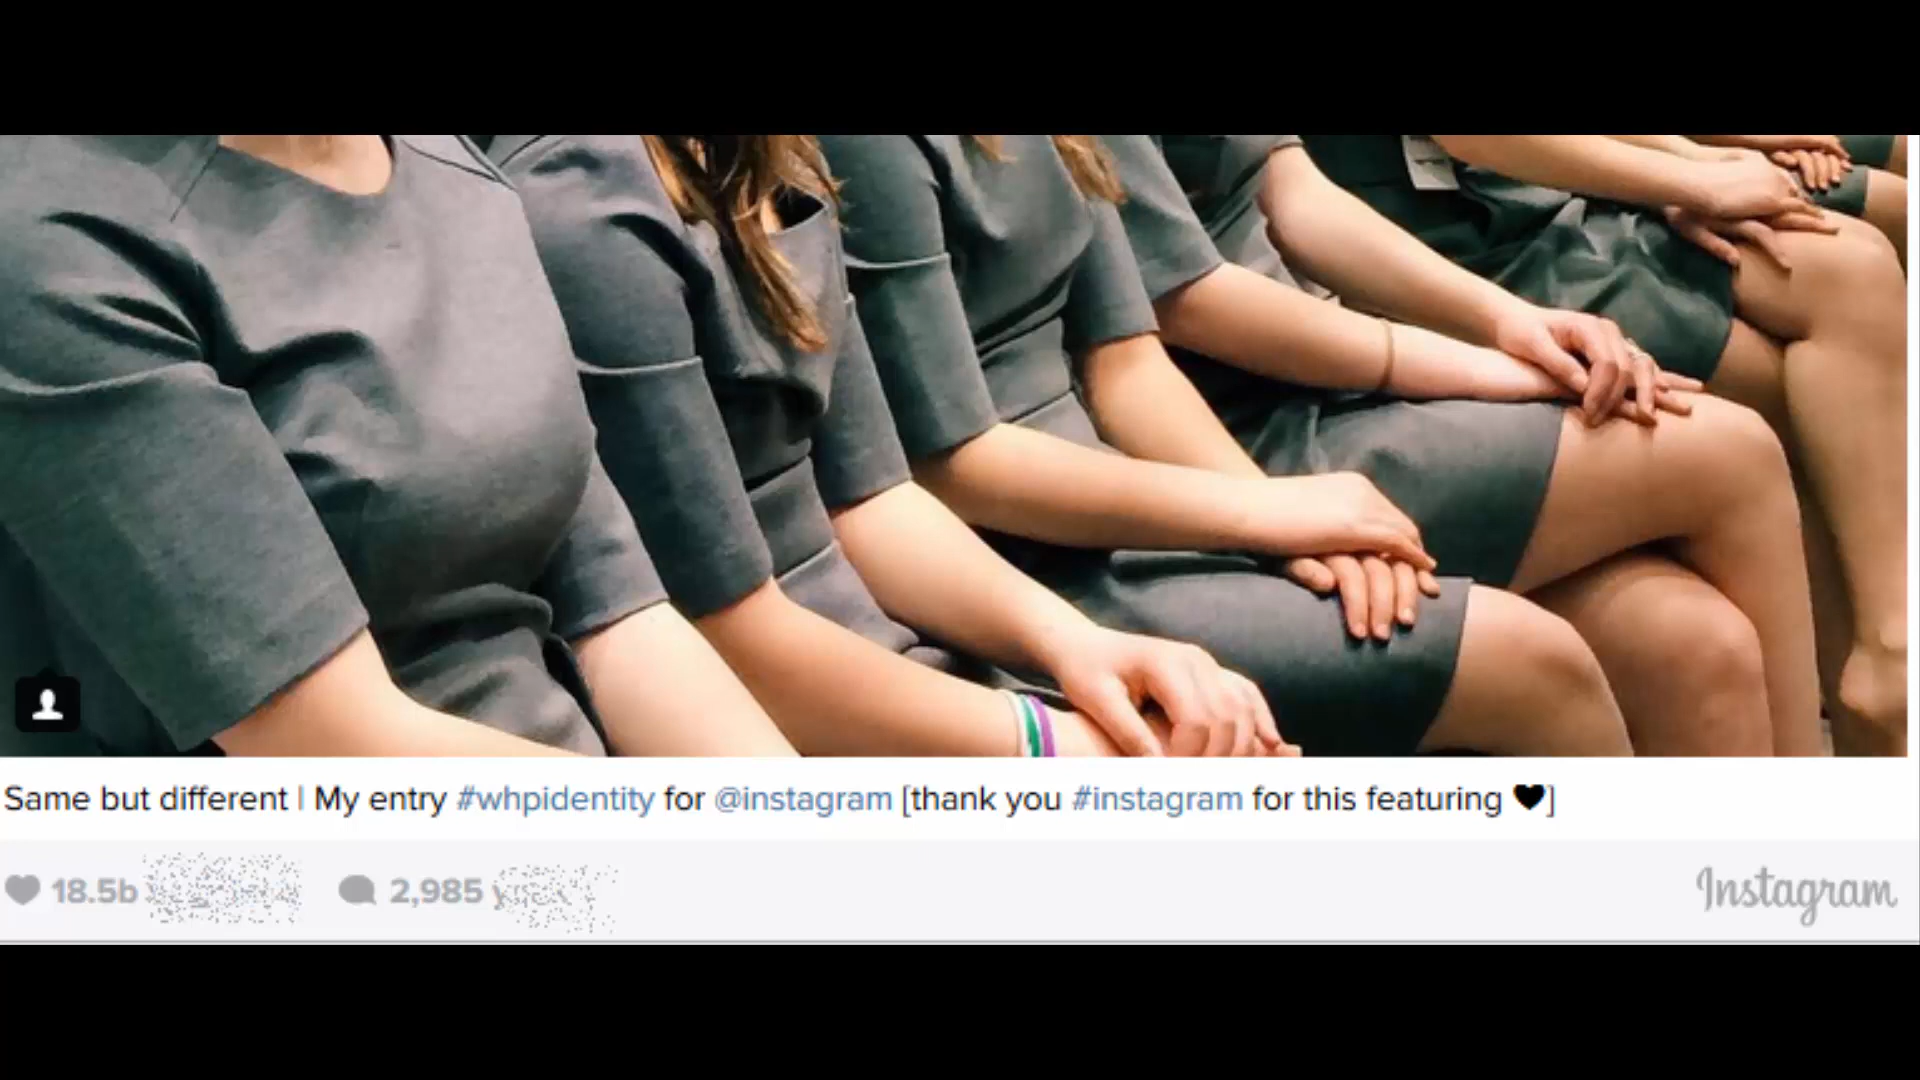 Same but different | My entry #whpidentity for @instagram [thank you #instagram for this featuring 🖤]
18.5b 2,985 Instagram